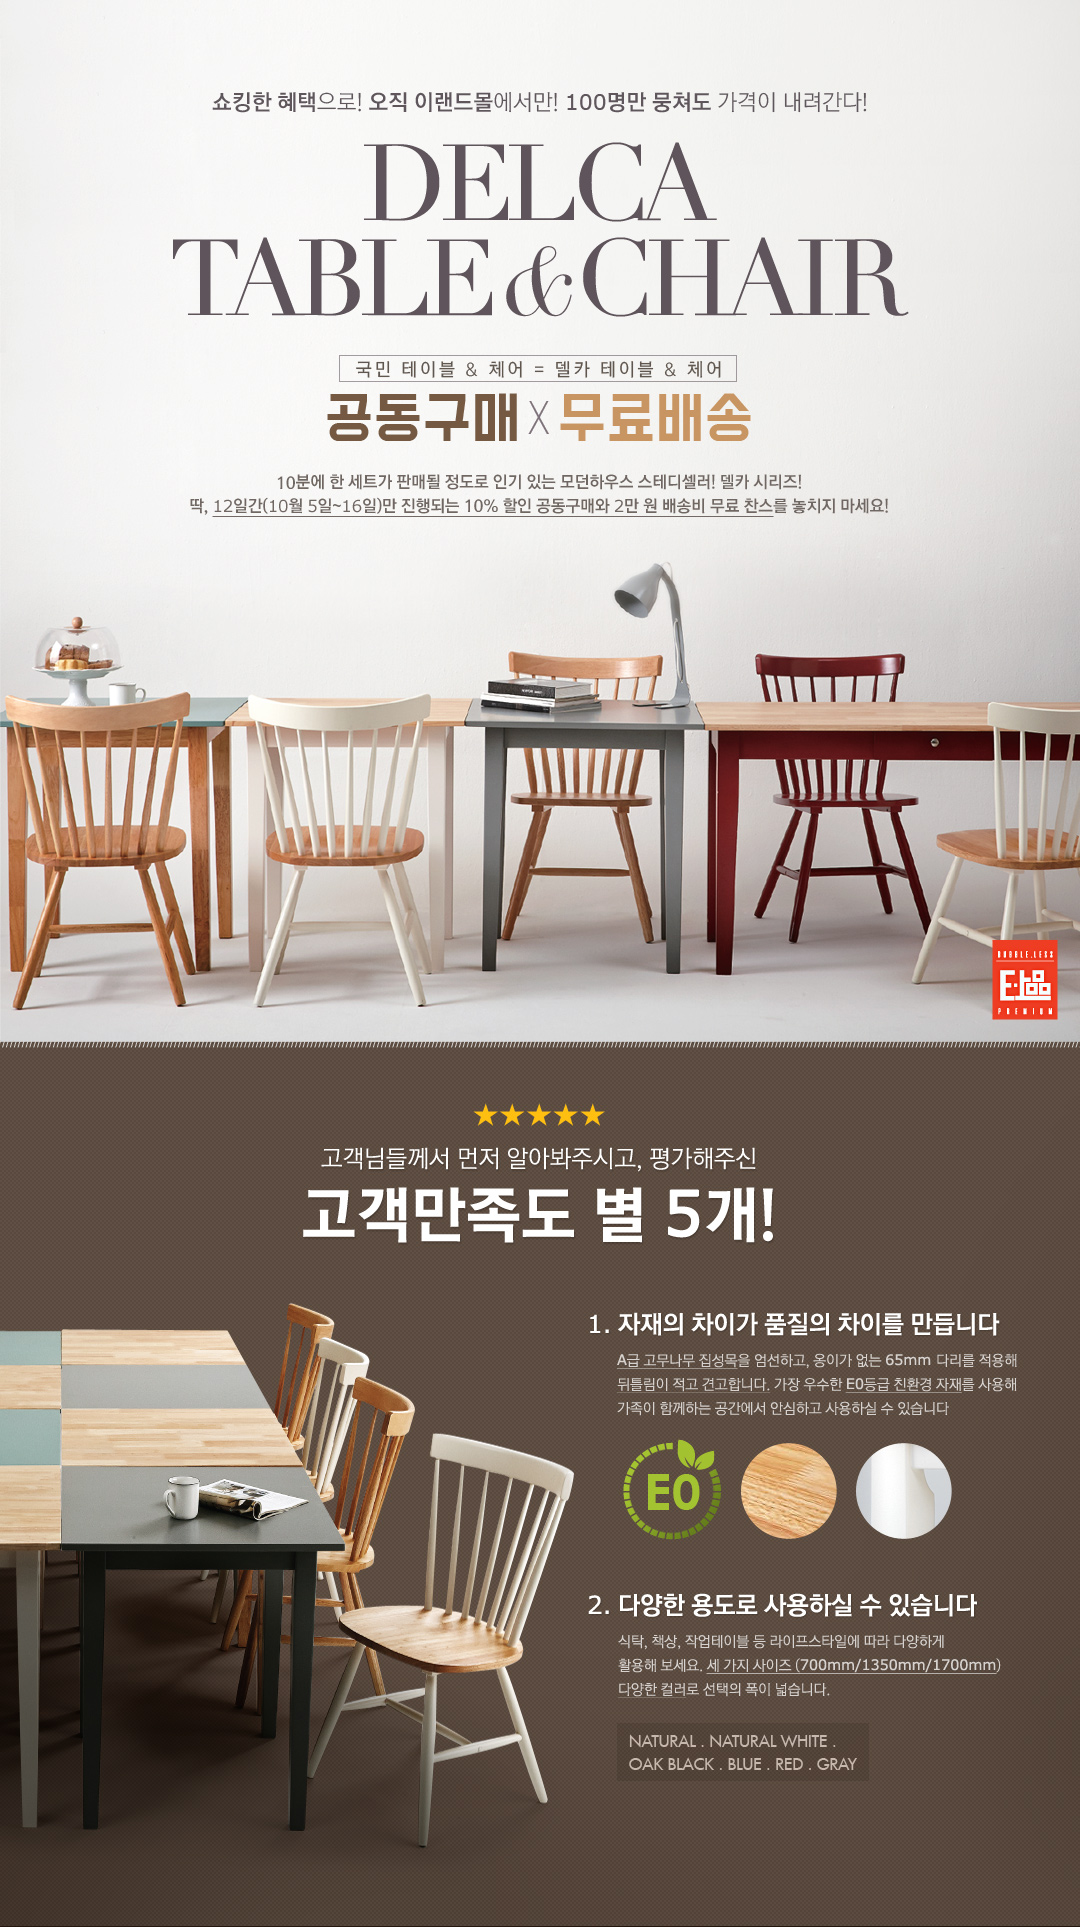 쇼킹한 혜택으로! 오직 이랜드몰에서만! 100명만 뭉쳐도 가격이 내려간다!
DELCA
TABLE & CHAIR
국민 테이블 & 체어 = 델카 테이블 & 체어
공동구매 X 무료배송
10분에 한 세트가 판매될 정도로 인기 있는 모던하우스 스테디셀러! 델카 시리즈!
딱, 12일간(10월 5일~16일)만 진행되는 10% 할인 공동구매와 2만 원 배송비 무료 찬스를 놓치지 마세요!
BUBBLE.LESS
E-品
PREMIUM
★★★★★
고객님들께서 먼저 알아봐주시고, 평가해주신
고객만족도 별 5개!
1. 자재의 차이가 품질의 차이를 만듭니다
A급 고무나무 집성목을 엄선하고, 옹이가 없는 65mm 다리를 적용해
뒤틀림이 적고 견고합니다. 가장 우수한 E0등급 친환경 자재를 사용해
가족이 함께하는 공간에서 안심하고 사용하실 수 있습니다
E0
2. 다양한 용도로 사용하실 수 있습니다
식탁, 책상, 작업테이블 등 라이프스타일에 따라 다양하게
활용해 보세요. 세 가지 사이즈 (700mm/1350mm/1700mm)
다양한 컬러로 선택의 폭이 넓습니다.
NATURAL . NATURAL WHITE .
OAK BLACK . BLUE . RED . GRAY